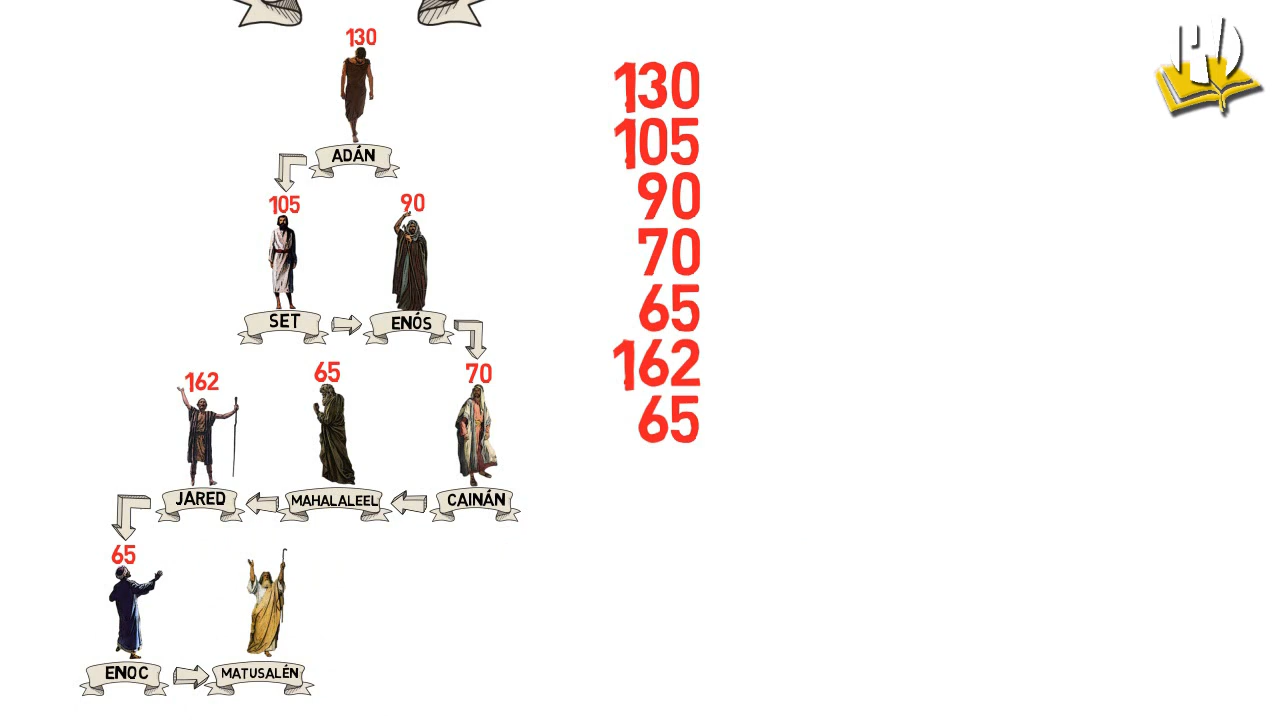 130
ADÁN
105 90
SET ENÓS
162 65 70
JARED MAHALALEEL CAINÁN
65
ENOC MATUSALÉN
130
105
90
70
65
162
65